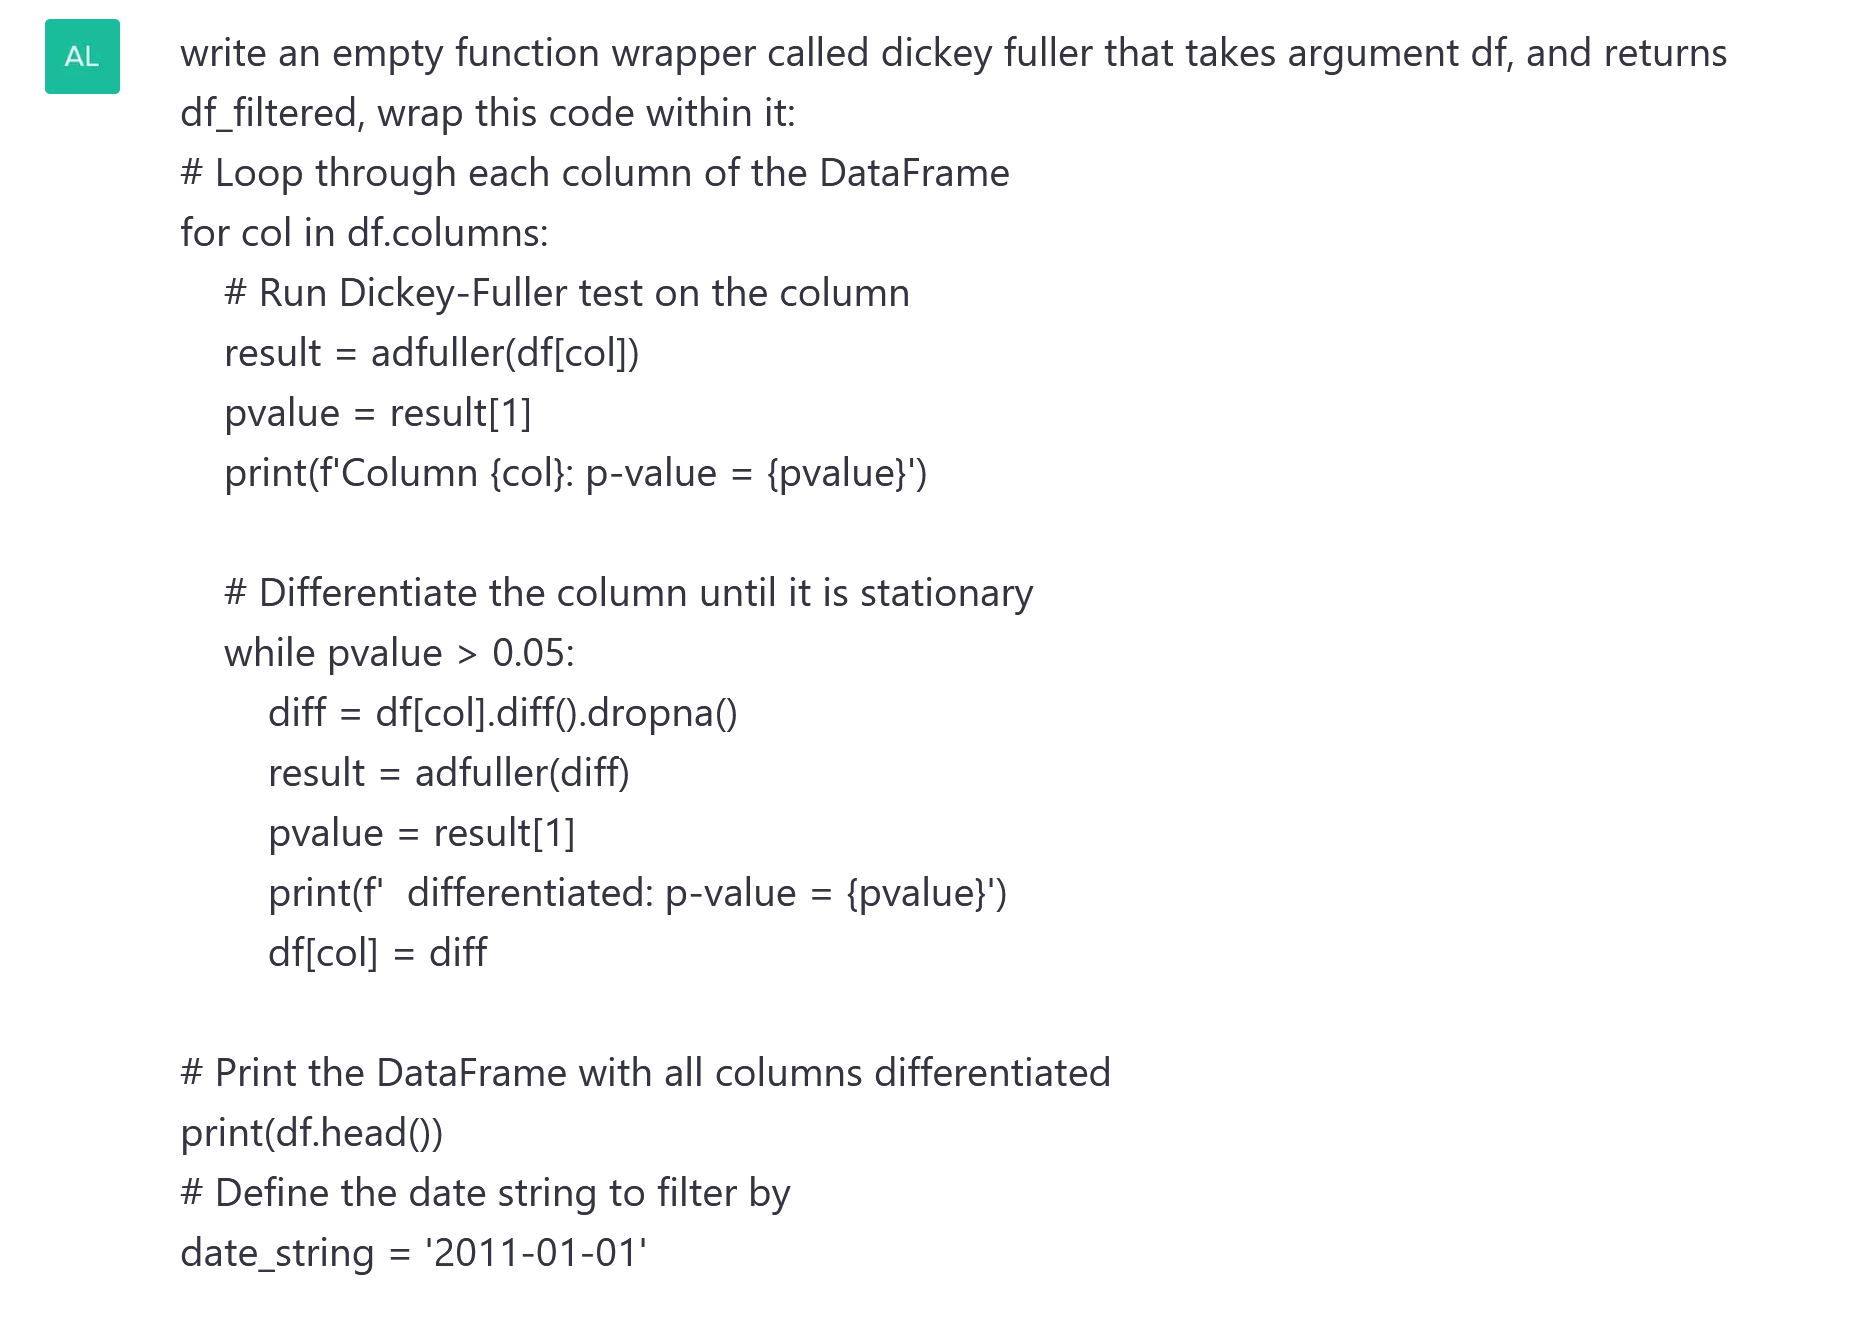 AL
write an empty function wrapper called dickey fuller that takes argument df, and returns
df_filtered, wrap this code within it:
# Loop through each column of the DataFrame
for col in df.columns:
    # Run Dickey-Fuller test on the column
    result = adfuller(df[col])
    pvalue = result[1]
    print(f'Column {col}: p-value = {pvalue}')

    # Differentiate the column until it is stationary
    while pvalue > 0.05:
        diff = df[col].diff().dropna()
        result = adfuller(diff)
        pvalue = result[1]
        print(f'  differentiated: p-value = {pvalue}')
        df[col] = diff

# Print the DataFrame with all columns differentiated
print(df.head())
# Define the date string to filter by
date_string = '2011-01-01'